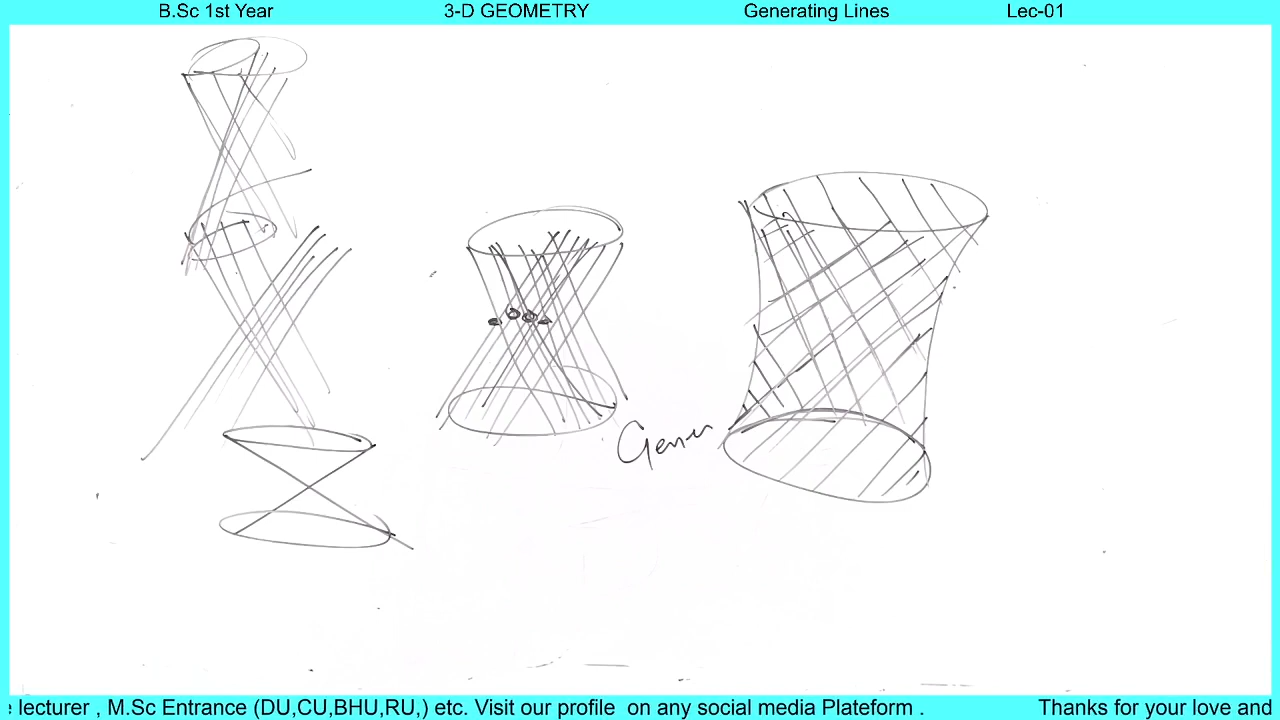 B.Sc 1st Year 3-D GEOMETRY Generating Lines Lec-01
lecturer , M.Sc Entrance (DU,CU,BHU,RU,) etc. Visit our profile on any social media Plateform . Thanks for your love and